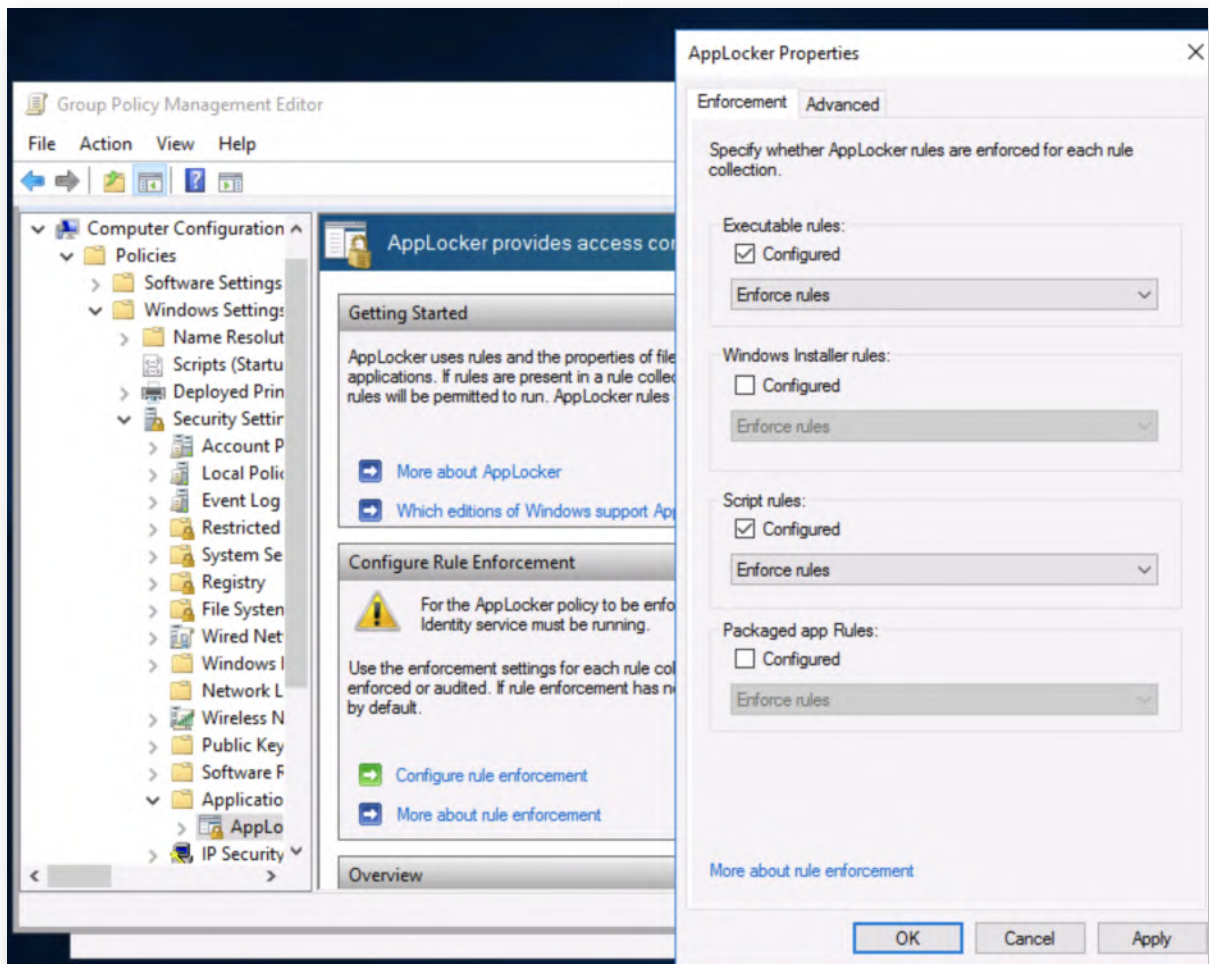 Group Policy Management Editor
File Action View Help
Computer Configuration
Policies
Software Settings
Windows Settings
Name Resolut
Scripts (Startu
Deployed Prin
Security Settin
Account P
Local Polic
Event Log
Restricted
System Se
Registry
File System
Wired Net
Windows
Network L
Wireless N
Public Key
Software R
Applicatio
AppLo
IP Security
AppLocker provides access con
Getting Started
AppLocker uses rules and the properties of file
applications. If rules are present in a rule collec
rules will be permitted to run. AppLocker rules
More about AppLocker
Which editions of Windows support Ap
Configure Rule Enforcement
For the AppLocker policy to be enfo
Identity service must be running.
Use the enforcement settings for each rule col
enforced or audited. If rule enforcement has n
by default.
Configure rule enforcement
More about rule enforcement
Overview
AppLocker Properties
Enforcement Advanced
Specify whether AppLocker rules are enforced for each rule
collection.
Executable rules:
Configured
Enforce rules
Windows Installer rules:
Configured
Enforce rules
Script rules:
Configured
Enforce rules
Packaged app Rules:
Configured
Enforce rules
More about rule enforcement
OK Cancel Apply